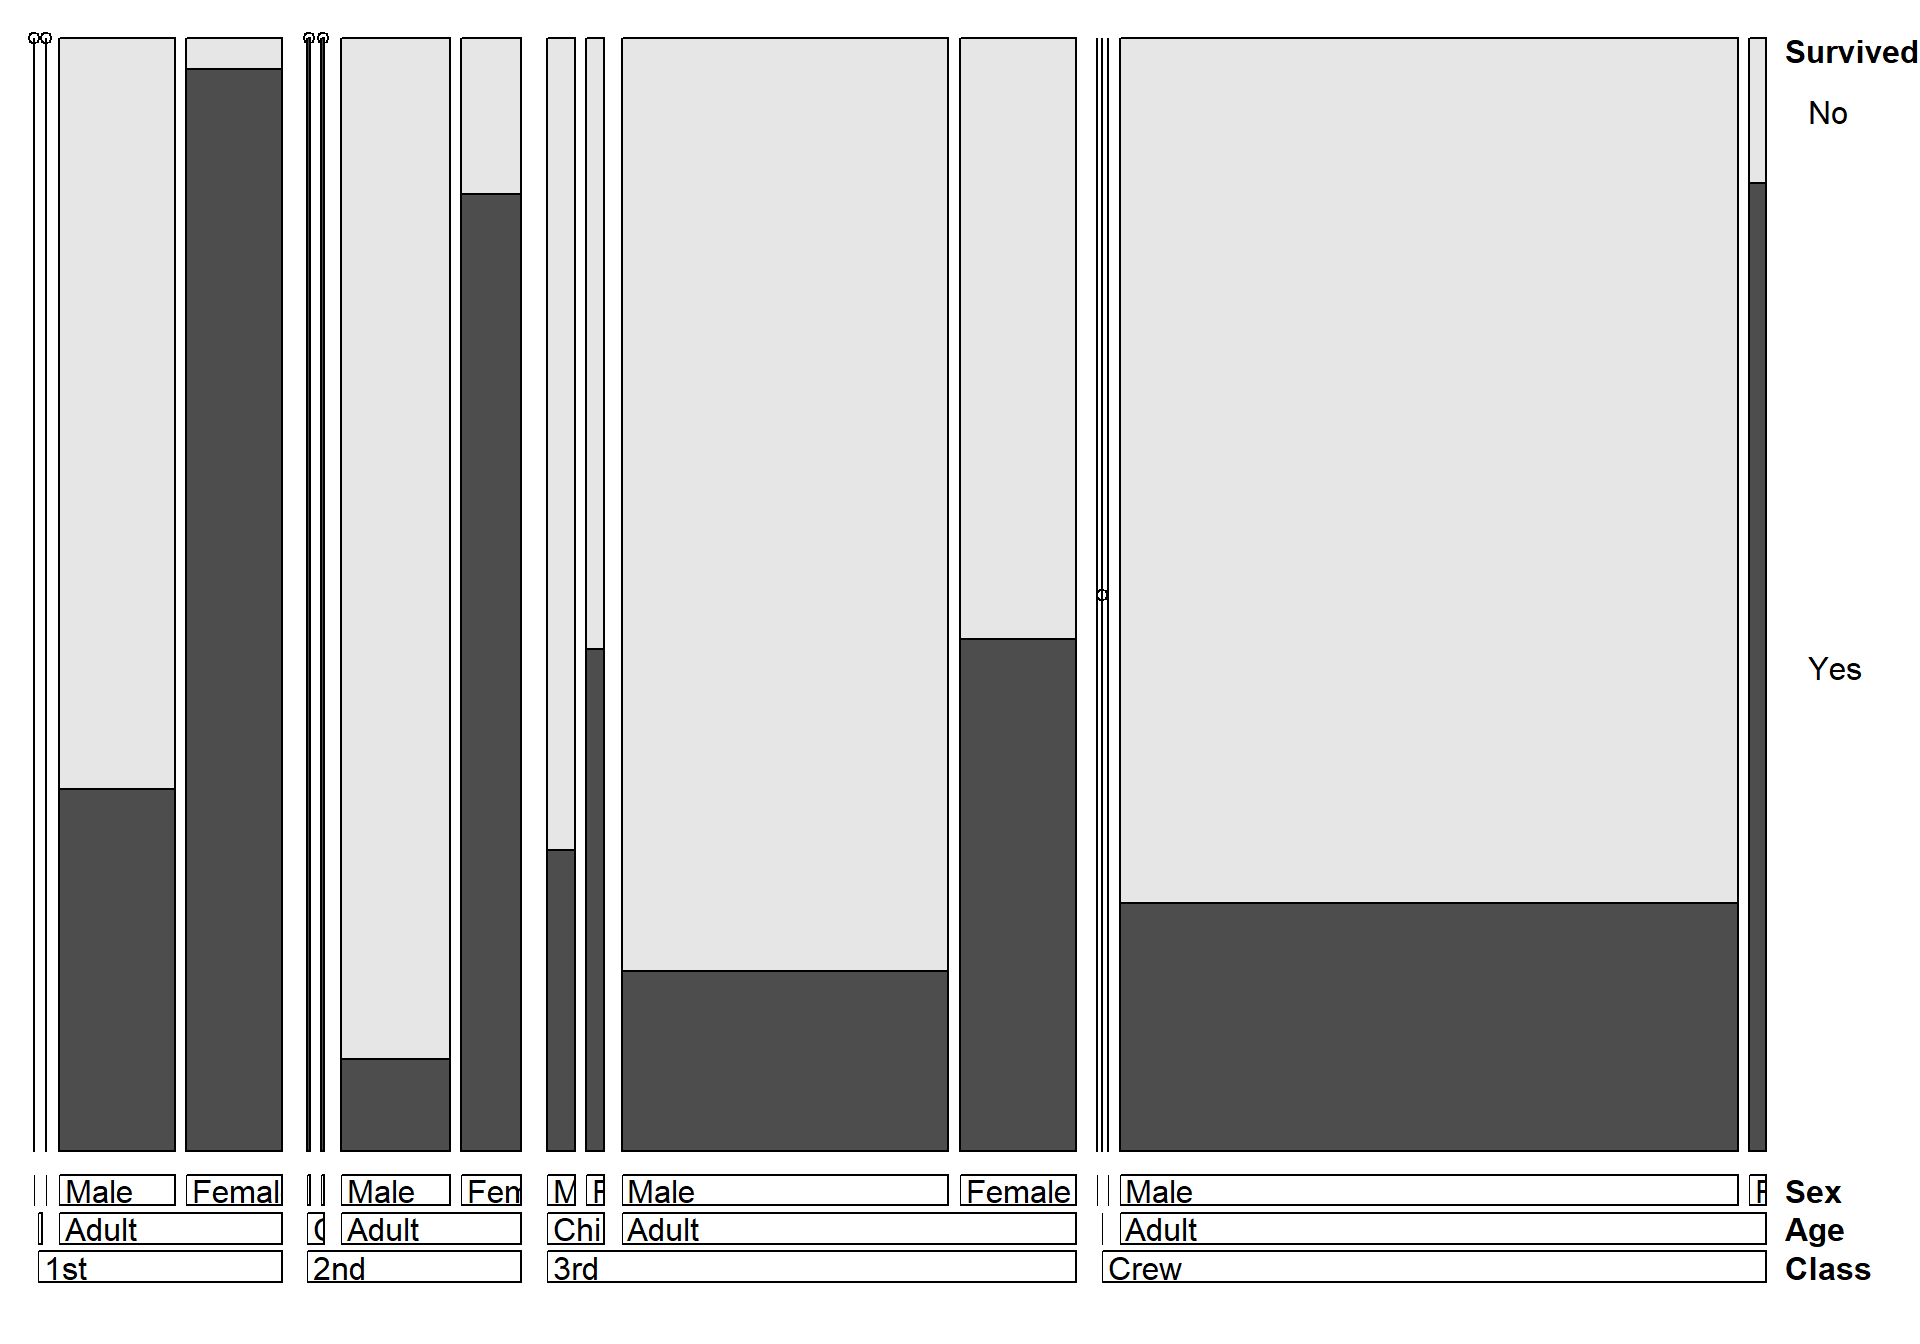 Survived
No
Yes
Male Femal Male Fem M F Male Female Male F Sex
Adult C Adult Chi Adult Adult Age
1st 2nd 3rd Crew Class